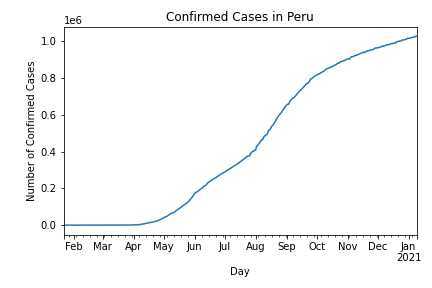 Confirmed Cases in Peru
1e6
1.0
0.8
0.6
0.4
0.2
0.0
Number of Confirmed Cases
Feb Mar Apr May Jun Jul Aug Sep Oct Nov Dec Jan
2021
Day